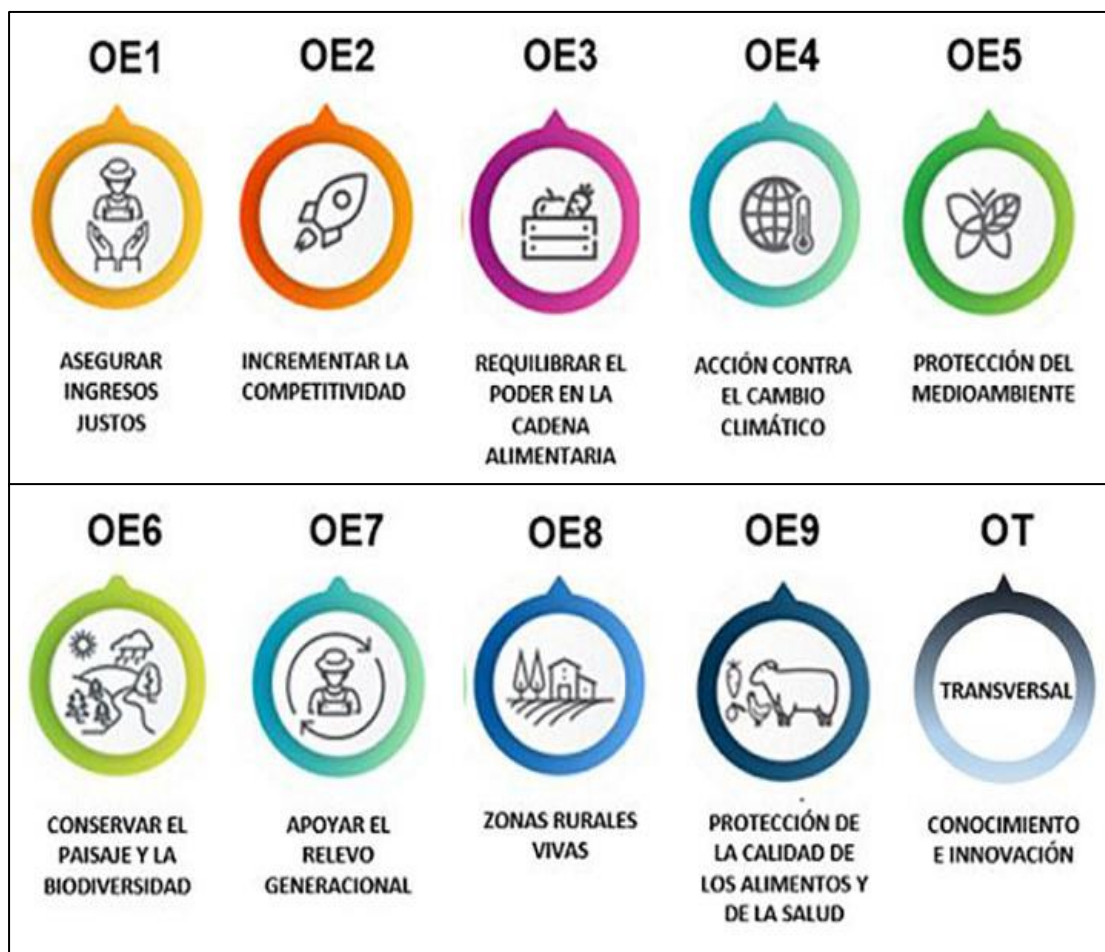 OE1
ASEGURAR
INGRESOS
JUSTOS
OE2
INCREMENTAR LA
COMPETITIVIDAD
OE3
REQUILIBRAR EL
PODER EN LA
CADENA
ALIMENTARIA
OE4
ACCIÓN CONTRA
EL CAMBIO
CLIMÁTICO
OE5
PROTECCIÓN DEL
MEDIOAMBIENTE
OE6
CONSERVAR EL
PAISAJE Y LA
BIODIVERSIDAD
OE7
APOYAR EL
RELEVO
GENERACIONAL
OE8
ZONAS RURALES
VIVAS
OE9
PROTECCIÓN DE
LA CALIDAD DE
LOS ALIMENTOS Y
DE LA SALUD
OT
TRANSVERSAL
CONOCIMIENTO
E INNOVACIÓN